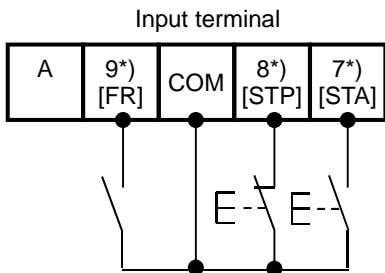 Input terminal
A 9*) COM 8*) 7*)
[FR] [STP] [STA]